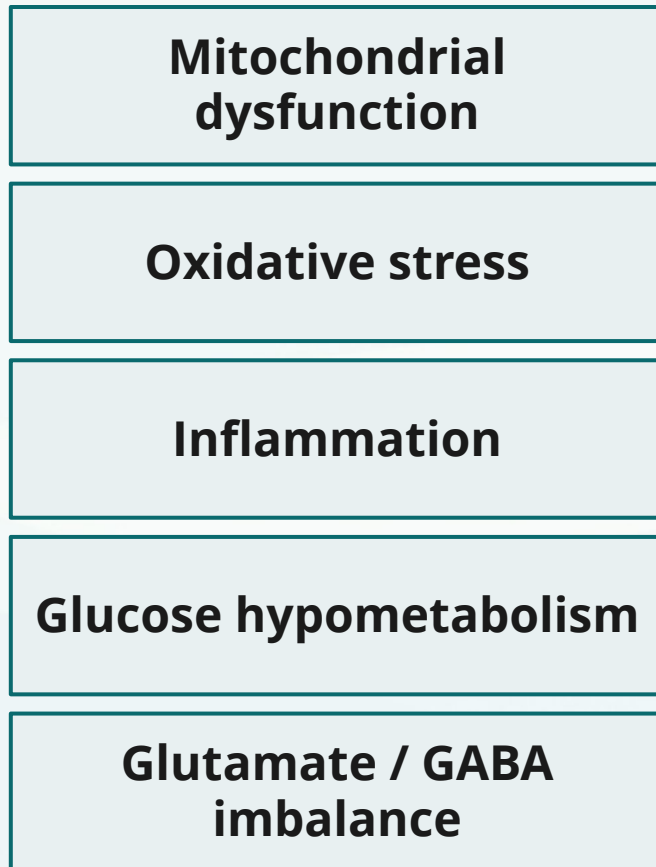 Mitochondrial
dysfunction
Oxidative stress
Inflammation
Glucose hypometabolism
Glutamate / GABA
imbalance